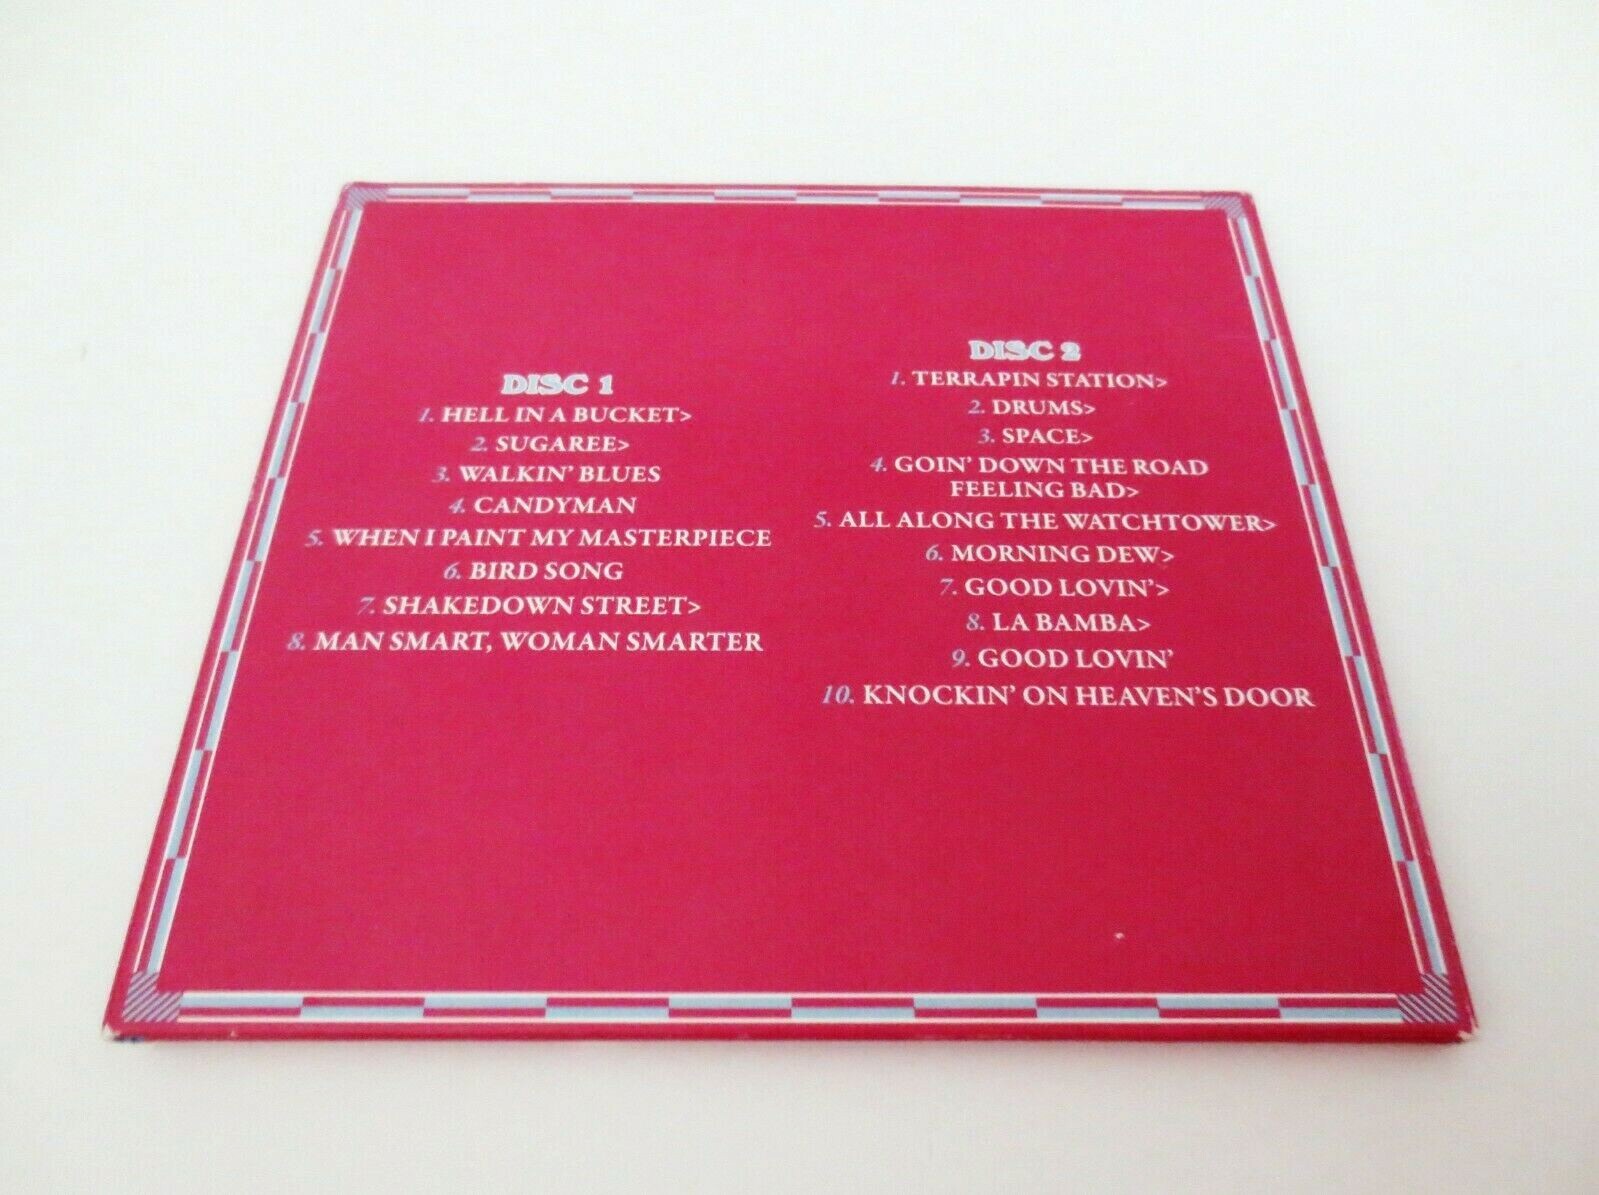 DISC 1
1. HELL IN A BUCKET>
2. SUGAREE>
3. WALKIN' BLUES
4. CANDYMAN
5. WHEN I PAINT MY MASTERPIECE
6. BIRD SONG
7. SHAKEDOWN STREET>
8. MAN SMART, WOMAN SMARTER
DISC 2
1. TERRAPIN STATION>
2. DRUMS>
3. SPACE>
4. GOIN' DOWN THE ROAD
FEELING BAD>
5. ALL ALONG THE WATCHTOWER>
6. MORNING DEW>
7. GOOD LOVIN'>
8. LA BAMBA>
9. GOOD LOVIN'
10. KNOCKIN' ON HEAVEN'S DOOR